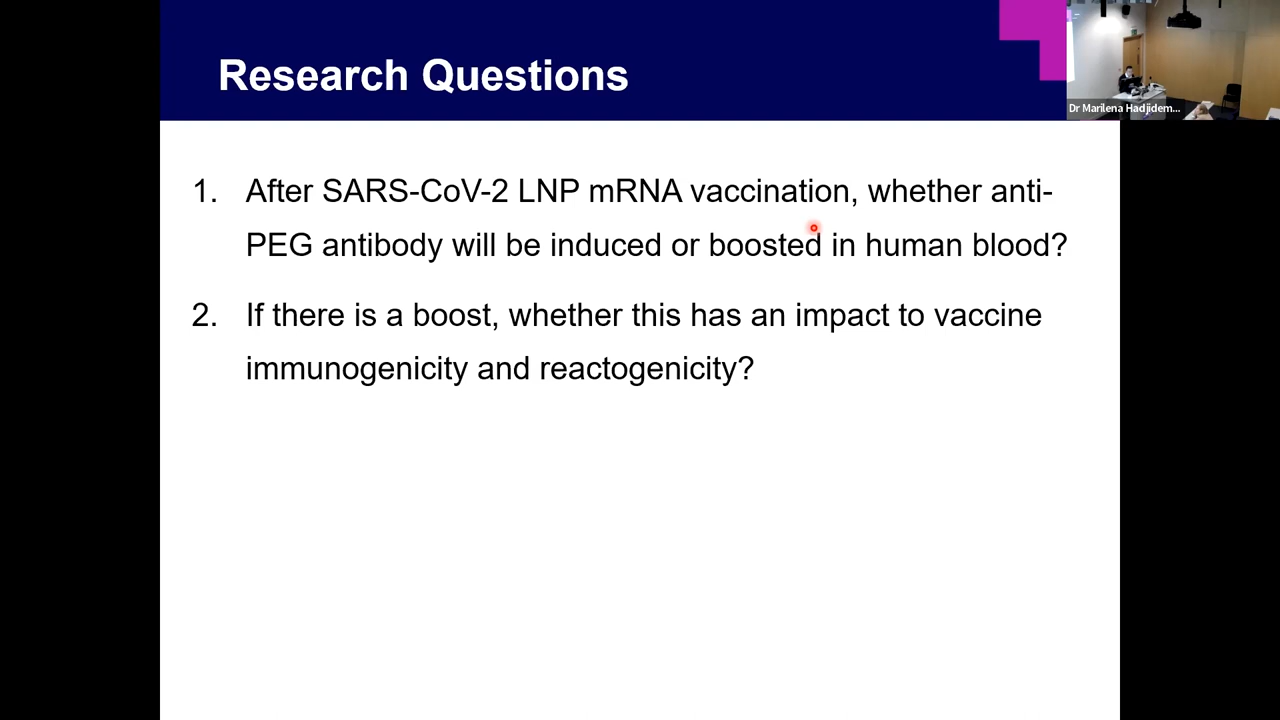 Research Questions
Dr Marilena Hadjidem...
1. After SARS-CoV-2 LNP mRNA vaccination, whether anti-
PEG antibody will be induced or boosted in human blood?
2. If there is a boost, whether this has an impact to vaccine
immunogenicity and reactogenicity?